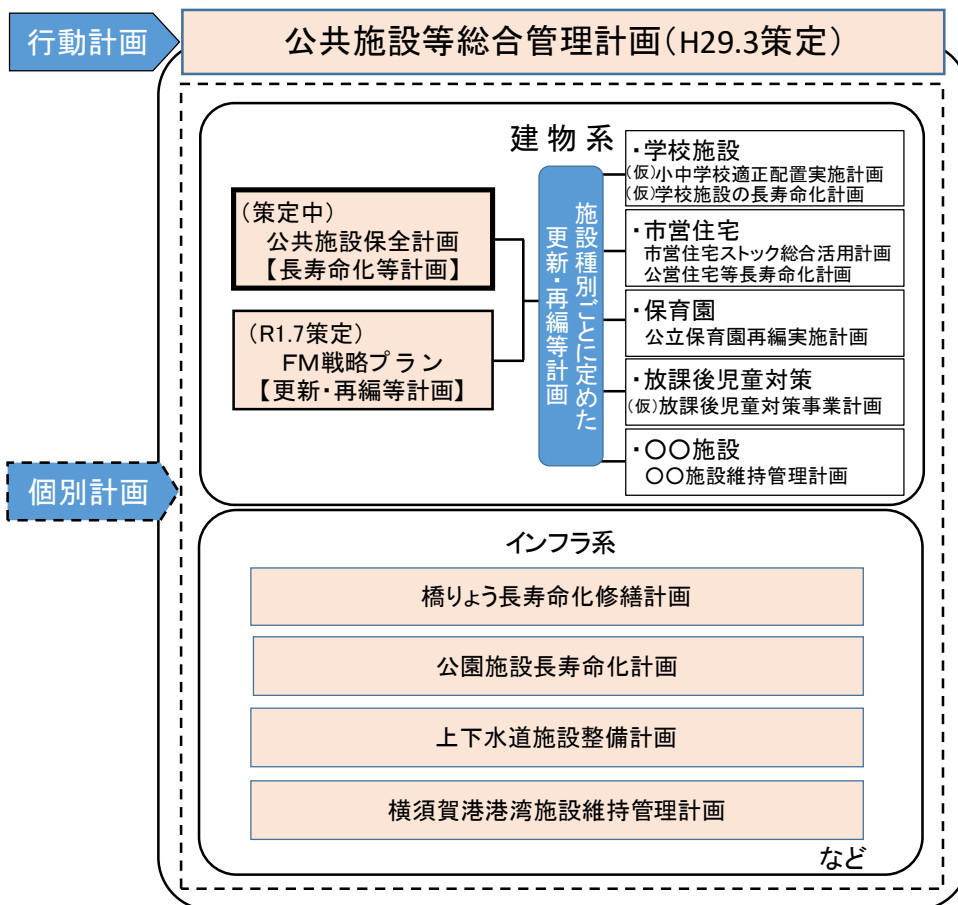 行動計画
公共施設等総合管理計画(H29.3策定)
個別計画
建物系
(策定中)
公共施設保全計画
【長寿命化等計画】
(R1.7策定)
FM戦略プラン
【更新・再編等計画】
施設種別ごとに定めた
更新・再編等計画
・学校施設
(仮)小中学校適正配置実施計画
(仮)学校施設の長寿命化計画
・市営住宅
市営住宅ストック総合活用計画
公営住宅等長寿命化計画
・保育園
公立保育園再編実施計画
・放課後児童対策
(仮)放課後児童対策事業計画
・〇〇施設
〇〇施設維持管理計画
インフラ系
橋りょう長寿命化修繕計画
公園施設長寿命化計画
上下水道施設整備計画
横須賀港港湾施設維持管理計画
など